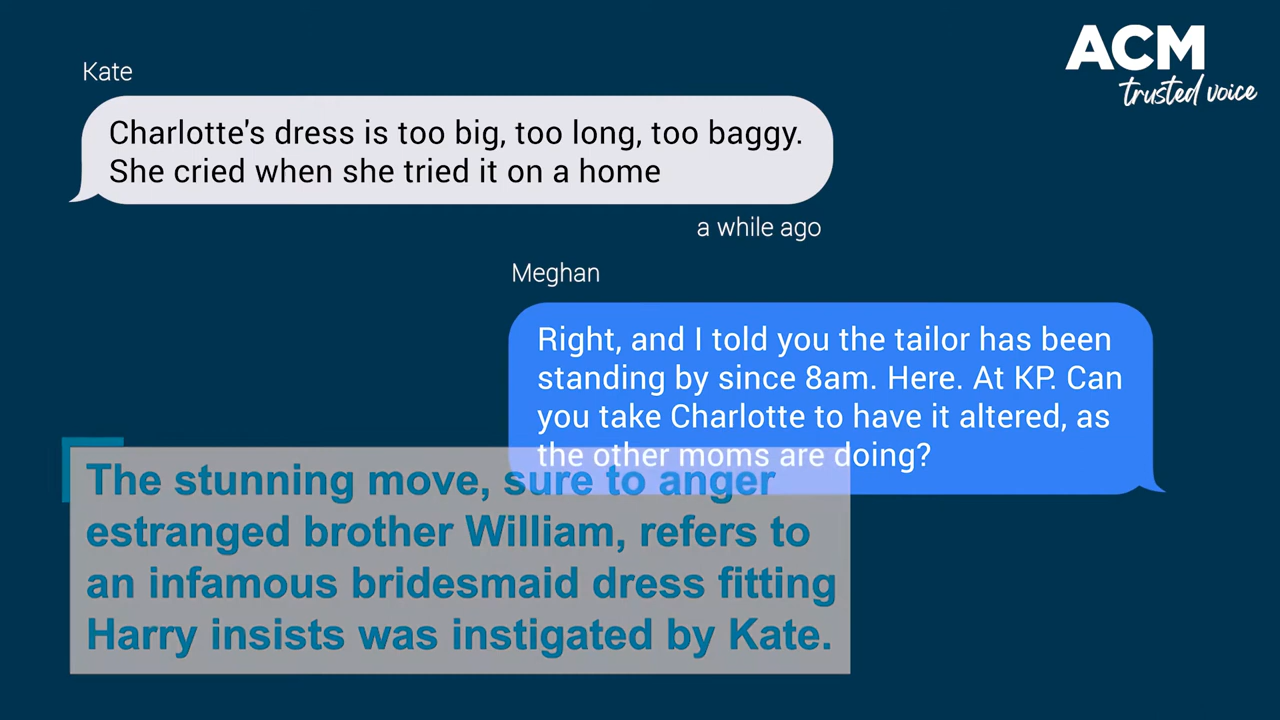 ACM
trusted voice
Kate
Charlotte's dress is too big, too long, too baggy.
She cried when she tried it on a home
a while ago
Meghan
Right, and I told you the tailor has been
standing by since 8am. Here. At KP. Can
you take Charlotte to have it altered, as
the other moms are doing?
The stunning move, sure to anger
estranged brother William, refers to
an infamous bridesmaid dress fitting
Harry insists was instigated by Kate.